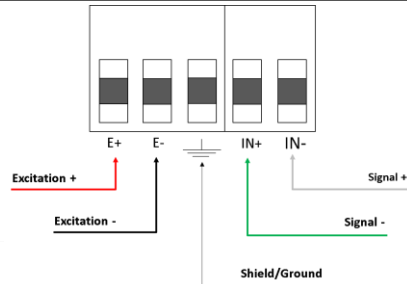 E+ E- IN+ IN-
Excitation + Signal +
Excitation - Signal -
Shield/Ground